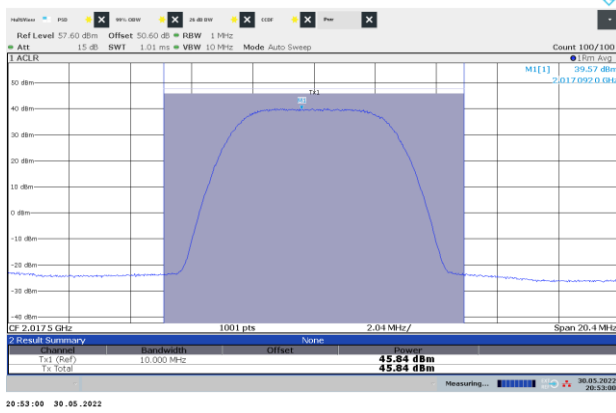 MultiView PSD X 99% OBW X 26 dB BW X CCDF X Pwr X
Ref Level 57.60 dBm Offset 50.60 dB RBW 1 MHz
Att 15 dB SWT 1.01 ms VBW 10 MHz Mode Auto Sweep Count 100/100
1 ACLR 1Rm Avg
M1[1] 39.57 dBm
2.0170920 GHz
Tx1
M1
50 dBm
40 dBm
30 dBm
20 dBm
10 dBm
0 dBm
-10 dBm
-20 dBm
-30 dBm
-40 dBm
CF 2.0175 GHz 1001 pts 2.04 MHz/ Span 20.4 MHz
2 Result Summary None
Channel Bandwidth Offset Power
Tx1 (Ref) 10.000 MHz 45.84 dBm
Tx Total 45.84 dBm
Measuring... 30.05.2022
20:53:00
20:53:00 30.05.2022